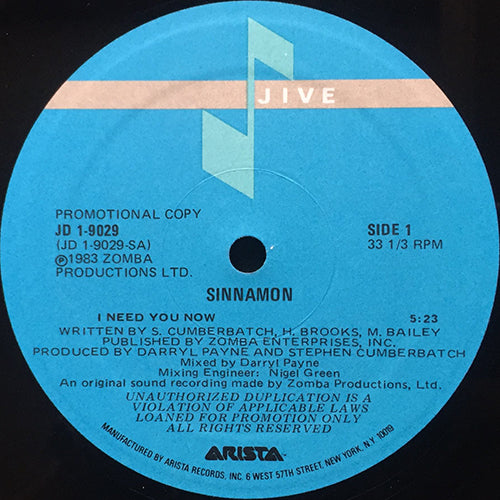 JIVE
PROMOTIONAL COPY
JD 1-9029
(JD 1-9029-SA)
Ⓟ1983 ZOMBA
PRODUCTIONS LTD.
SIDE 1
33 1/3 RPM
SINNAMON
I NEED YOU NOW 5:23
WRITTEN BY S. CUMBERBATCH, H. BROOKS, M. BAILEY
PUBLISHED BY ZOMBA ENTERPRISES, INC.
PRODUCED BY DARRYL PAYNE AND STEPHEN CUMBERBATCH
Mixed by Darryl Payne
Mixing Engineer: Nigel Green
An original sound recording made by Zomba Productions, Ltd.
UNAUTHORIZED DUPLICATION IS A
VIOLATION OF APPLICABLE LAWS
LOANED FOR PROMOTION ONLY
ALL RIGHTS RESERVED
ARISTA
MANUFACTURED BY ARISTA RECORDS, INC. 6 WEST 57TH STREET, NEW YORK, N.Y. 10019